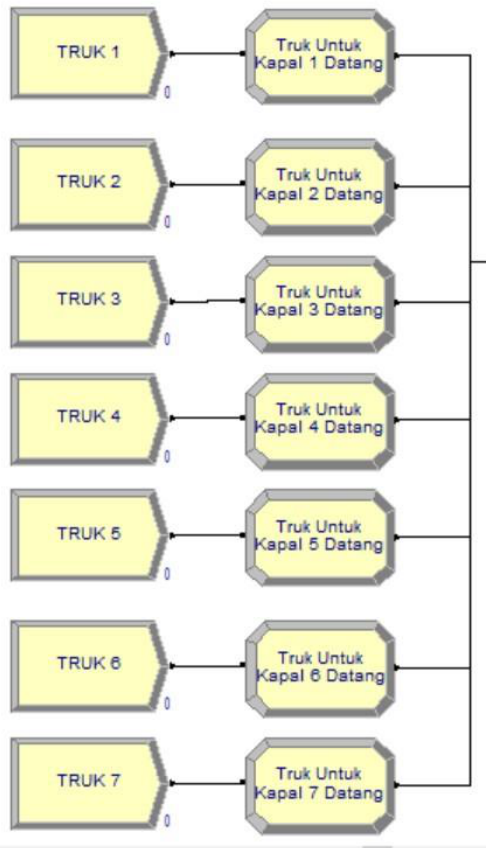 TRUK 1
Truk Untuk
Kapal 1 Datang
0
TRUK 2
Truk Untuk
Kapal 2 Datang
0
TRUK 3
Truk Untuk
Kapal 3 Datang
0
TRUK 4
Truk Untuk
Kapal 4 Datang
0
TRUK 5
Truk Untuk
Kapal 5 Datang
0
TRUK 6
Truk Untuk
Kapal 6 Datang
0
TRUK 7
Truk Untuk
Kapal 7 Datang
0